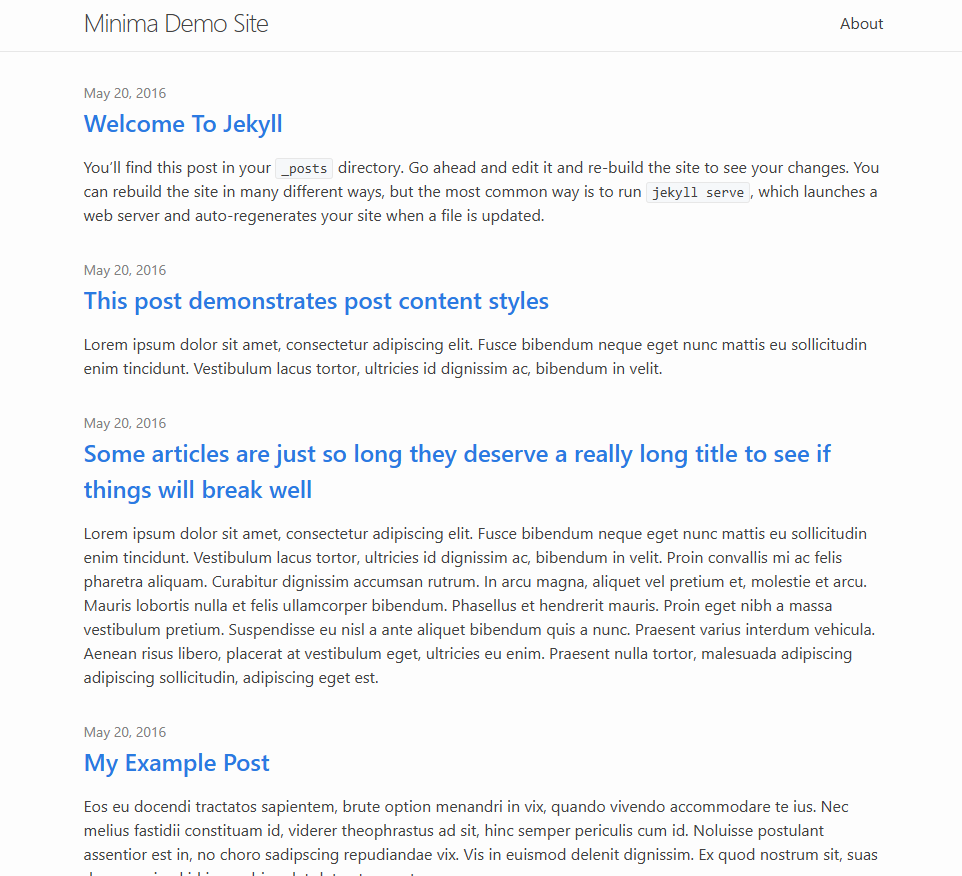 Minima Demo Site
About
May 20, 2016
Welcome To Jekyll
You’ll find this post in your _posts directory. Go ahead and edit it and re-build the site to see your changes. You
can rebuild the site in many different ways, but the most common way is to run jekyll serve, which launches a
web server and auto-regenerates your site when a file is updated.
May 20, 2016
This post demonstrates post content styles
Lorem ipsum dolor sit amet, consectetur adipiscing elit. Fusce bibendum neque eget nunc mattis eu sollicitudin
enim tincidunt. Vestibulum lacus tortor, ultricies id dignissim ac, bibendum in velit.
May 20, 2016
Some articles are just so long they deserve a really long title to see if
things will break well
Lorem ipsum dolor sit amet, consectetur adipiscing elit. Fusce bibendum neque eget nunc mattis eu sollicitudin
enim tincidunt. Vestibulum lacus tortor, ultricies id dignissim ac, bibendum in velit. Proin convallis mi ac felis
pharetra aliquam. Curabitur dignissim accumsan rutrum. In arcu magna, aliquet vel pretium et, molestie et arcu.
Mauris lobortis nulla et felis ullamcorper bibendum. Phasellus et hendrerit mauris. Proin eget nibh a massa
vestibulum pretium. Suspendisse eu nisl a ante aliquet bibendum quis a nunc. Praesent varius interdum vehicula.
Aenean risus libero, placerat at vestibulum eget, ultricies eu enim. Praesent nulla tortor, malesuada adipiscing
adipiscing sollicitudin, adipiscing eget est.
May 20, 2016
My Example Post
Eos eu docendi tractatos sapientem, brute option menandri in vix, quando vivendo accommodare te ius. Nec
melius fastidii constituam id, viderer theophrastus ad sit, hinc semper periculis cum id. Noluisse postulant
assentior est in, no choro sadipscing repudiandae vix. Vis in euismod delenit dignissim. Ex quod nostrum sit, suas